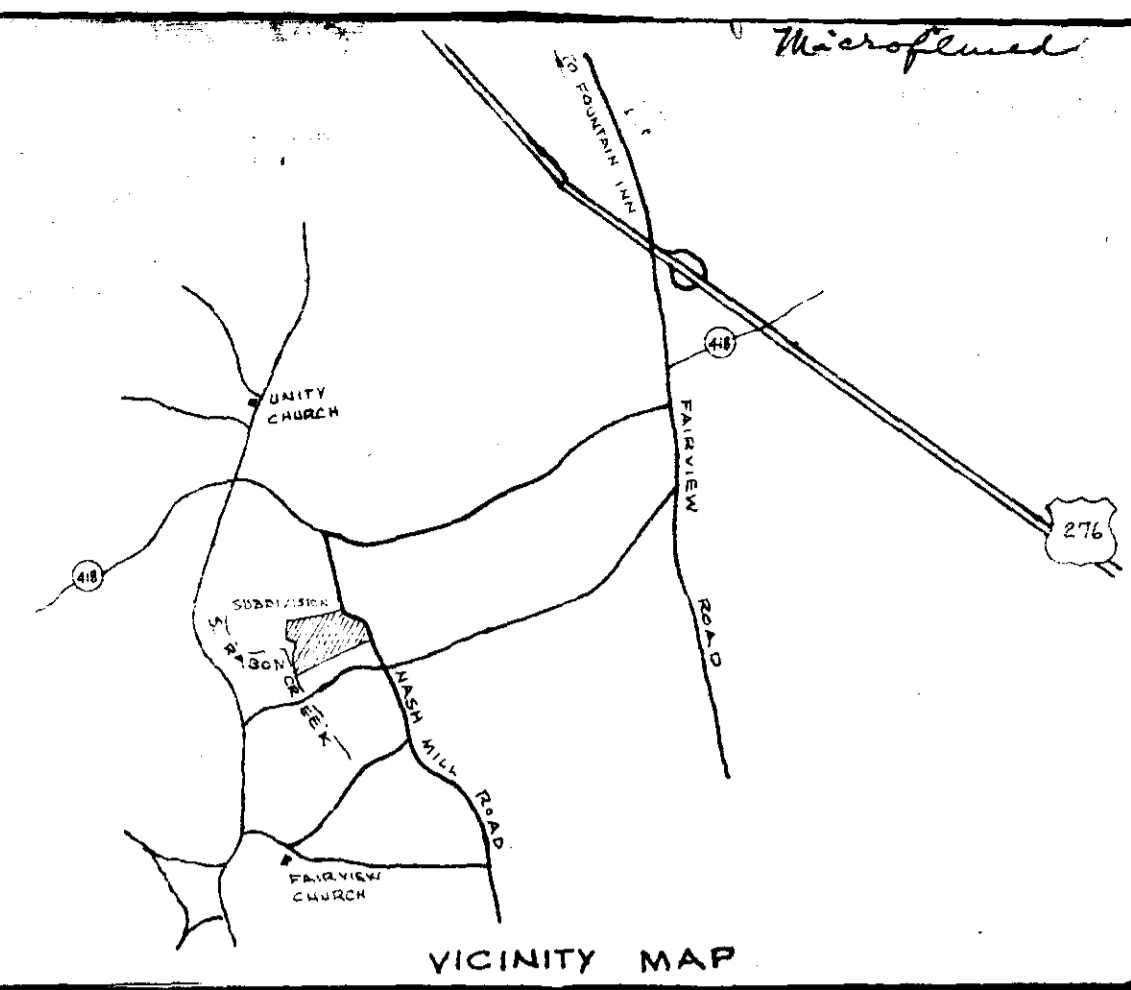 Microfilmed
TO FOUNTAIN INN
418
UNITY
CHURCH
FAIRVIEW
ROAD
276
418
SUBDIVISION
BON
CREEK
NASH MILL ROAD
FAIRVIEW
CHURCH
VICINITY MAP